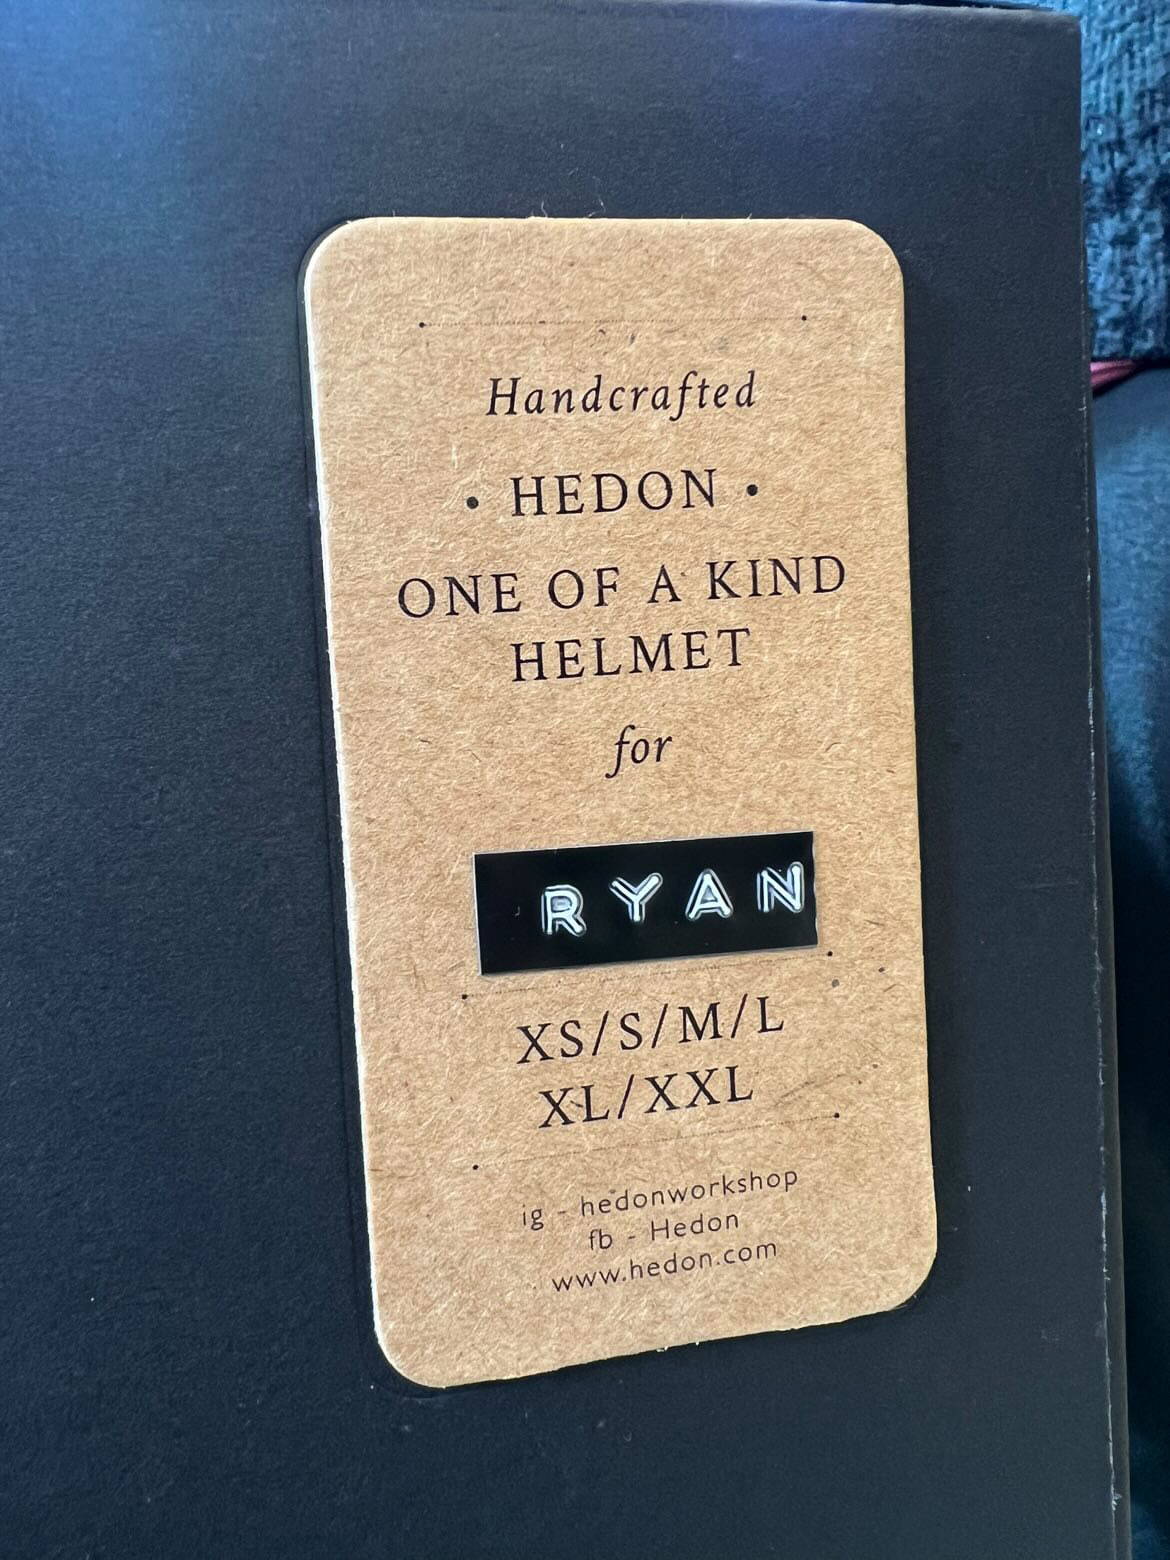 Handcrafted
• HEDON •
ONE OF A KIND
HELMET
for
RYAN
XS/S/M/L
XL/XXL
ig - hedonworkshop
fb - Hedon
www.hedon.com